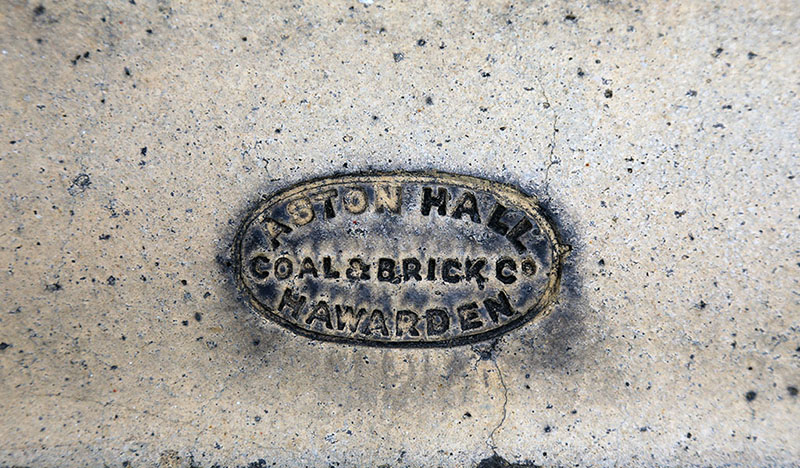 ASTON HALL
COAL & BRICK Co
HAWARDEN